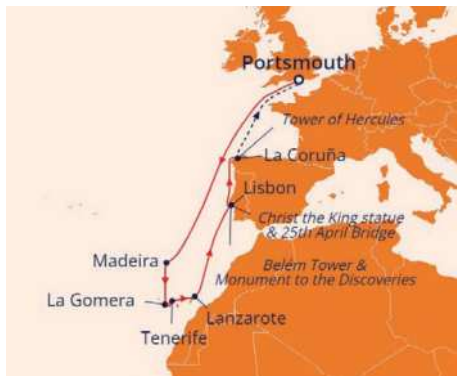 Portsmouth
Tower of Hercules
La Coruña
Lisbon
Christ the King statue
& 25th April Bridge
Madeira
Belém Tower &
Monument to the Discoveries
La Gomera
Lanzarote
Tenerife